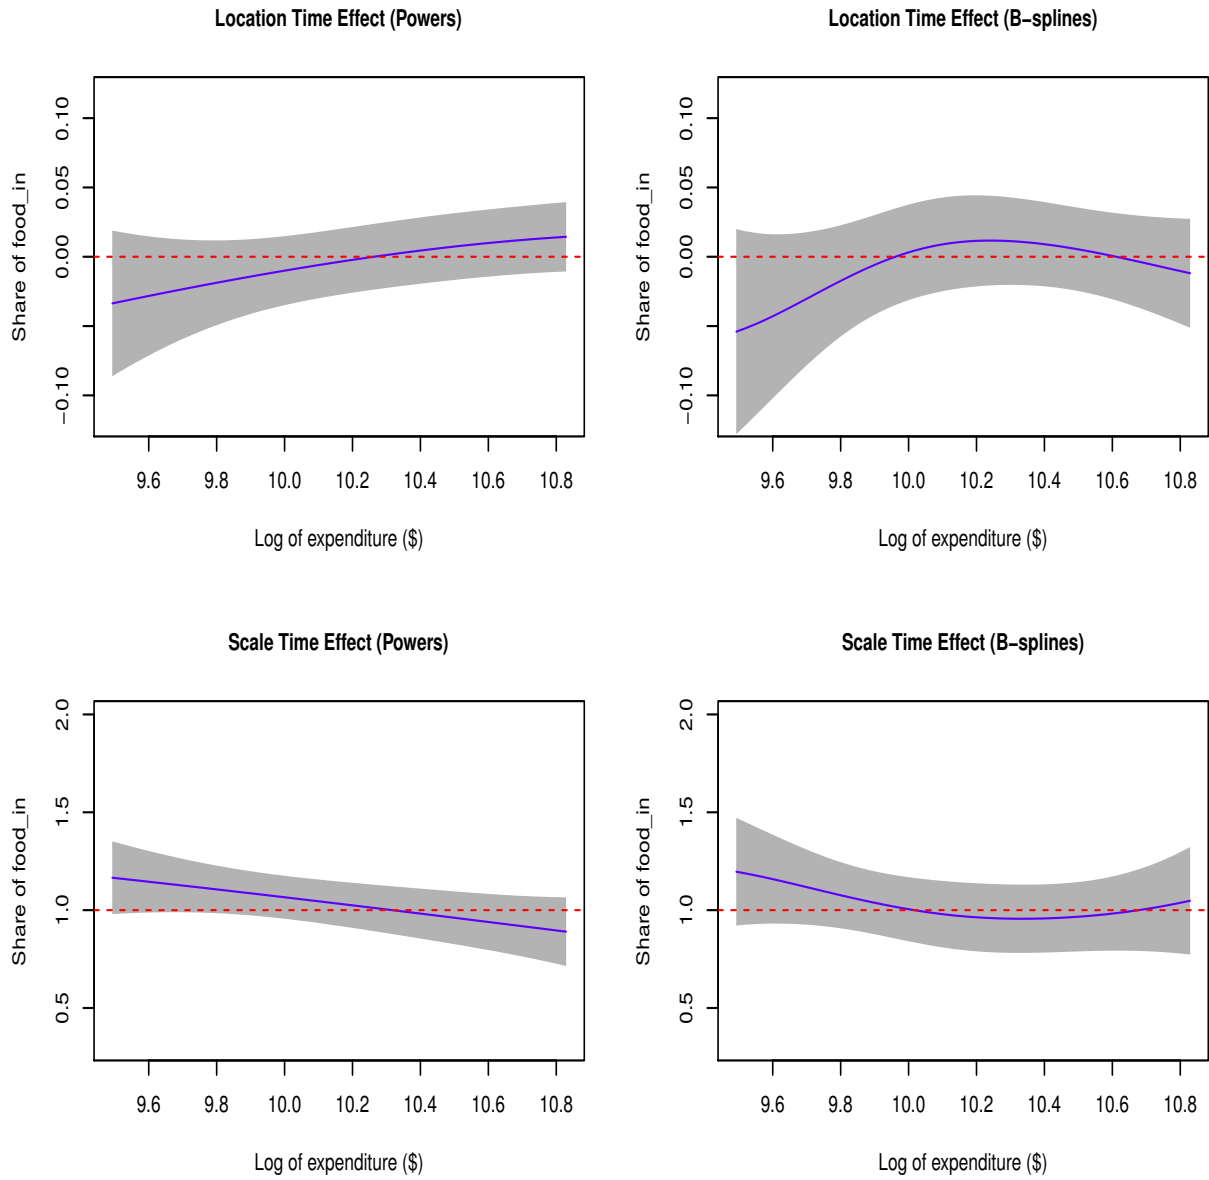 Location Time Effect (Powers)
Share of food_in
0.10
0.05
0.00
−0.10
9.6 9.8 10.0 10.2 10.4 10.6 10.8
Log of expenditure ($)
Location Time Effect (B−splines)
Share of food_in
0.10
0.05
0.00
−0.10
9.6 9.8 10.0 10.2 10.4 10.6 10.8
Log of expenditure ($)
Scale Time Effect (Powers)
Share of food_in
2.0
1.5
1.0
0.5
9.6 9.8 10.0 10.2 10.4 10.6 10.8
Log of expenditure ($)
Scale Time Effect (B−splines)
Share of food_in
2.0
1.5
1.0
0.5
9.6 9.8 10.0 10.2 10.4 10.6 10.8
Log of expenditure ($)